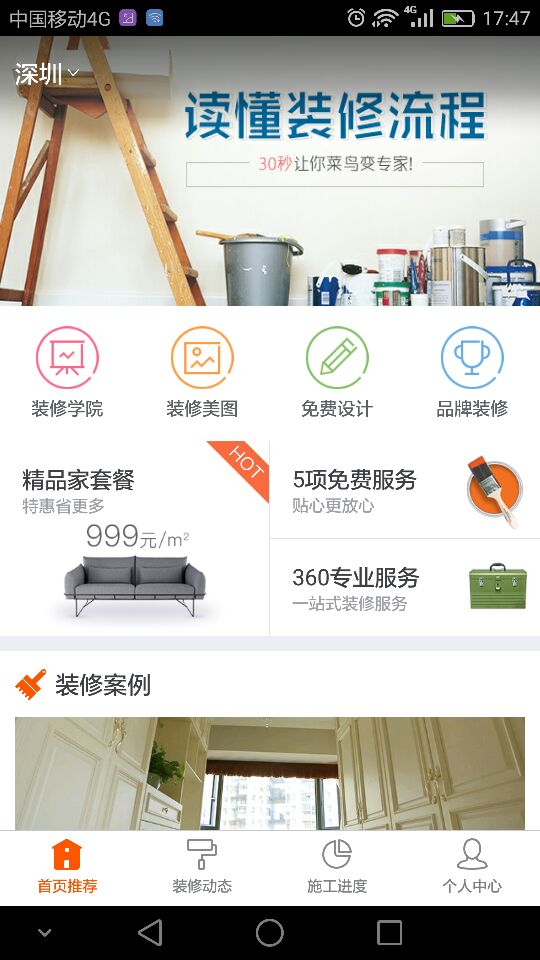 中国移动4G
4G
17:47
深圳
读懂装修流程
30秒让你菜鸟变专家!
装修学院
装修美图
免费设计
品牌装修
精品家套餐
特惠省更多
HOT
999元/m²
5项免费服务
贴心更放心
360专业服务
一站式装修服务
装修案例
首页推荐
装修动态
施工进度
个人中心